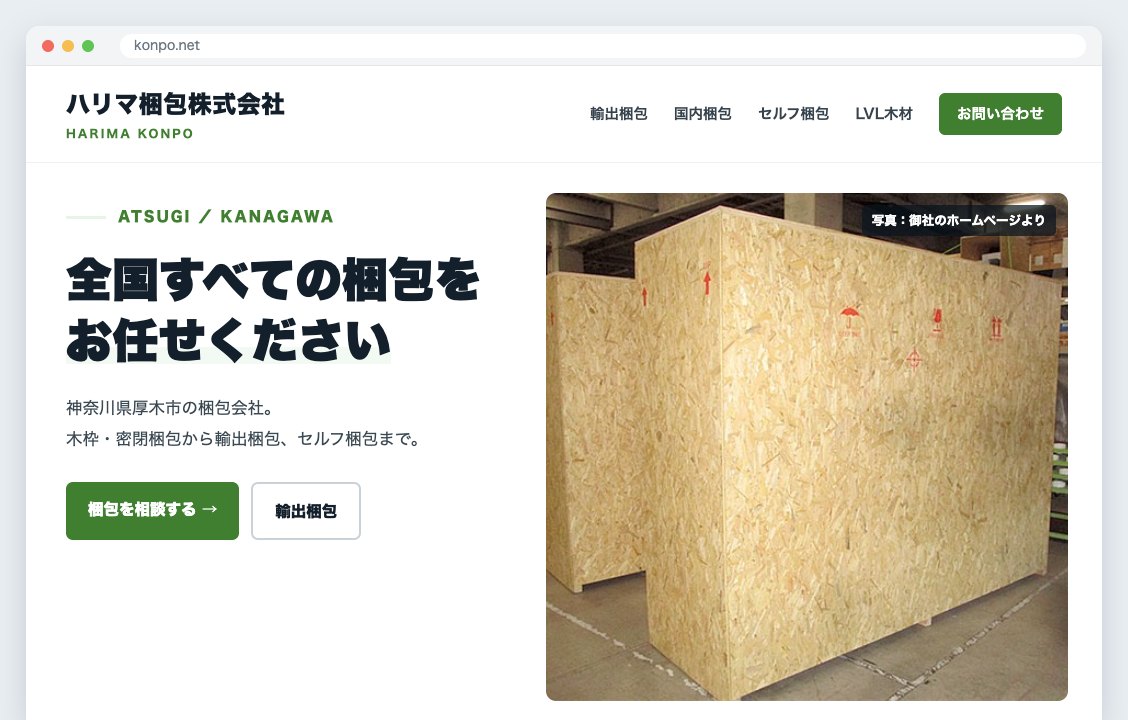 konpo.net
ハリマ梱包株式会社
HARIMA KONPO
輸出梱包
国内梱包
セルフ梱包
LVL木材
お問い合わせ
ATSUGI / KANAGAWA
全国すべての梱包を
お任せください
神奈川県厚木市の梱包会社。
木枠・密閉梱包から輸出梱包、セルフ梱包まで。
梱包を相談する →
輸出梱包
写真：御社のホームページより